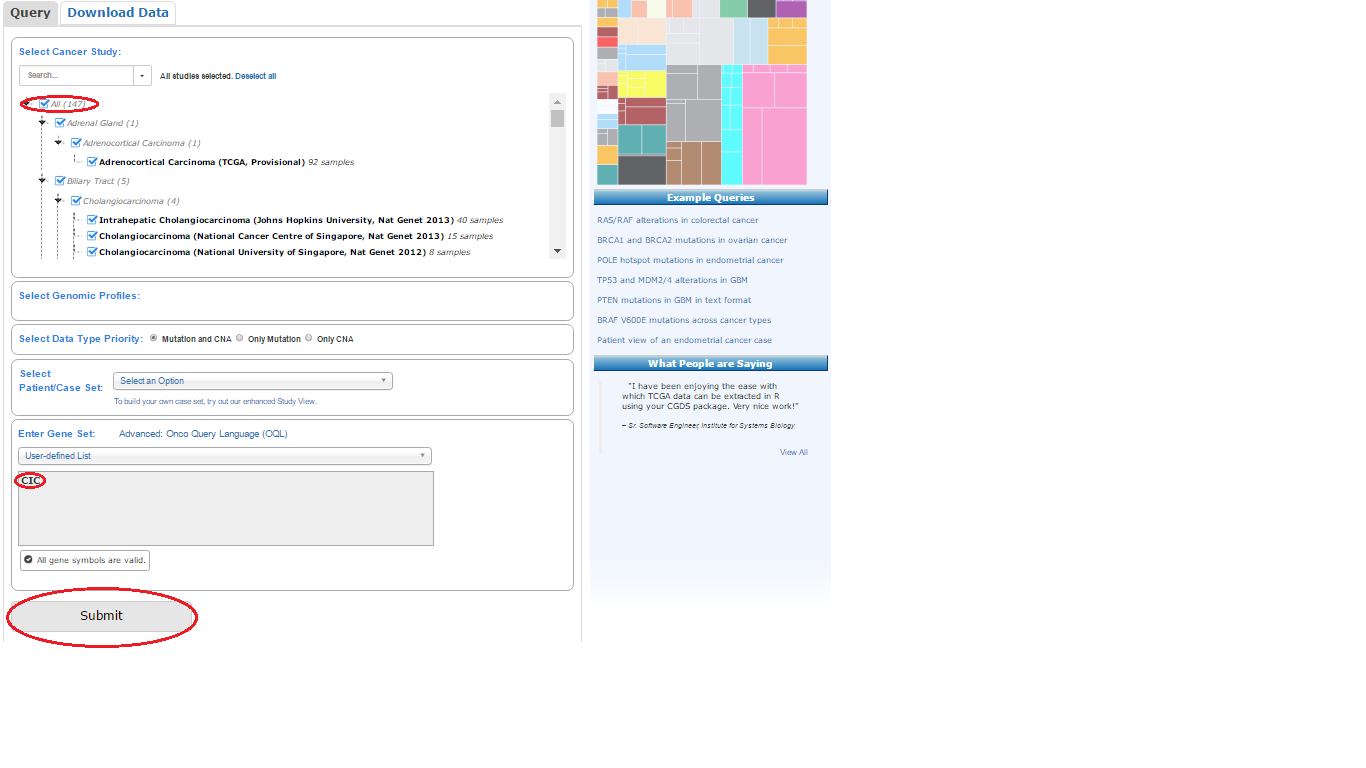 Query Download Data
Select Cancer Study:
Search...
All studies selected. Deselect all
All (147)
Adrenal Gland (1)
Adrenocortical Carcinoma (1)
Adrenocortical Carcinoma (TCGA, Provisional) 92 samples
Biliary Tract (5)
Cholangiocarcinoma (4)
Intrahepatic Cholangiocarcinoma (Johns Hopkins University, Nat Genet 2013) 40 samples
Cholangiocarcinoma (National Cancer Centre of Singapore, Nat Genet 2013) 15 samples
Cholangiocarcinoma (National University of Singapore, Nat Genet 2012) 8 samples
Select Genomic Profiles:
Select Data Type Priority: Mutation and CNA Only Mutation Only CNA
Select
Patient/Case Set:
Select an Option
To build your own case set, try out our enhanced Study View.
Enter Gene Set: Advanced: Onco Query Language (OQL)
User-defined List
CIC
All gene symbols are valid.
Submit
Example Queries
RAS/RAF alterations in colorectal cancer
BRCA1 and BRCA2 mutations in ovarian cancer
POLE hotspot mutations in endometrial cancer
TP53 and MDM2/4 alterations in GBM
PTEN mutations in GBM in text format
BRAF V600E mutations across cancer types
Patient view of an endometrial cancer case
What People are Saying
"I have been enjoying the ease with
which TCGA data can be extracted in R
using your CGDS package. Very nice work!"
-- Sr. Software Engineer, Institute for Systems Biology
View All